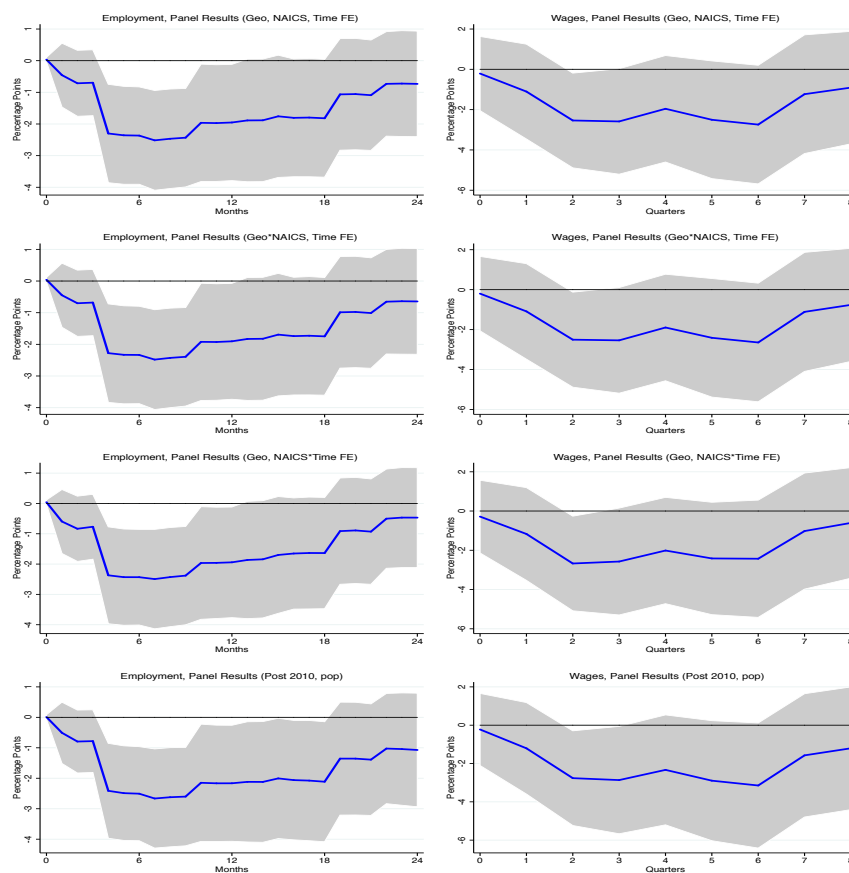 Employment, Panel Results (Geo, NAICS, Time FE)
Percentage Points
1
0
-1
-2
-3
-4
0 6 12 18 24
Months
Wages, Panel Results (Geo, NAICS, Time FE)
Percentage Points
2
0
-2
-4
-6
0 1 2 3 4 5 6 7 8
Quarters
Employment, Panel Results (Geo*NAICS, Time FE)
Percentage Points
1
0
-1
-2
-3
-4
0 6 12 18 24
Months
Wages, Panel Results (Geo*NAICS, Time FE)
Percentage Points
2
0
-2
-4
-6
0 1 2 3 4 5 6 7 8
Quarters
Employment, Panel Results (Geo, NAICS*Time FE)
Percentage Points
1
0
-1
-2
-3
-4
0 6 12 18 24
Months
Wages, Panel Results (Geo, NAICS*Time FE)
Percentage Points
2
0
-2
-4
-6
0 1 2 3 4 5 6 7 8
Quarters
Employment, Panel Results (Post 2010, pop)
Percentage Points
1
0
-1
-2
-3
-4
0 6 12 18 24
Months
Wages, Panel Results (Post 2010, pop)
Percentage Points
2
0
-2
-4
-6
0 1 2 3 4 5 6 7 8
Quarters